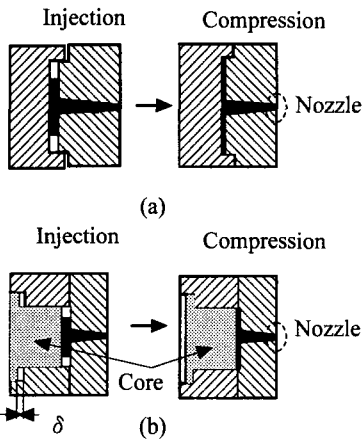 Injection
Compression
Nozzle
(a)
Injection
Compression
Nozzle
Core
δ
(b)